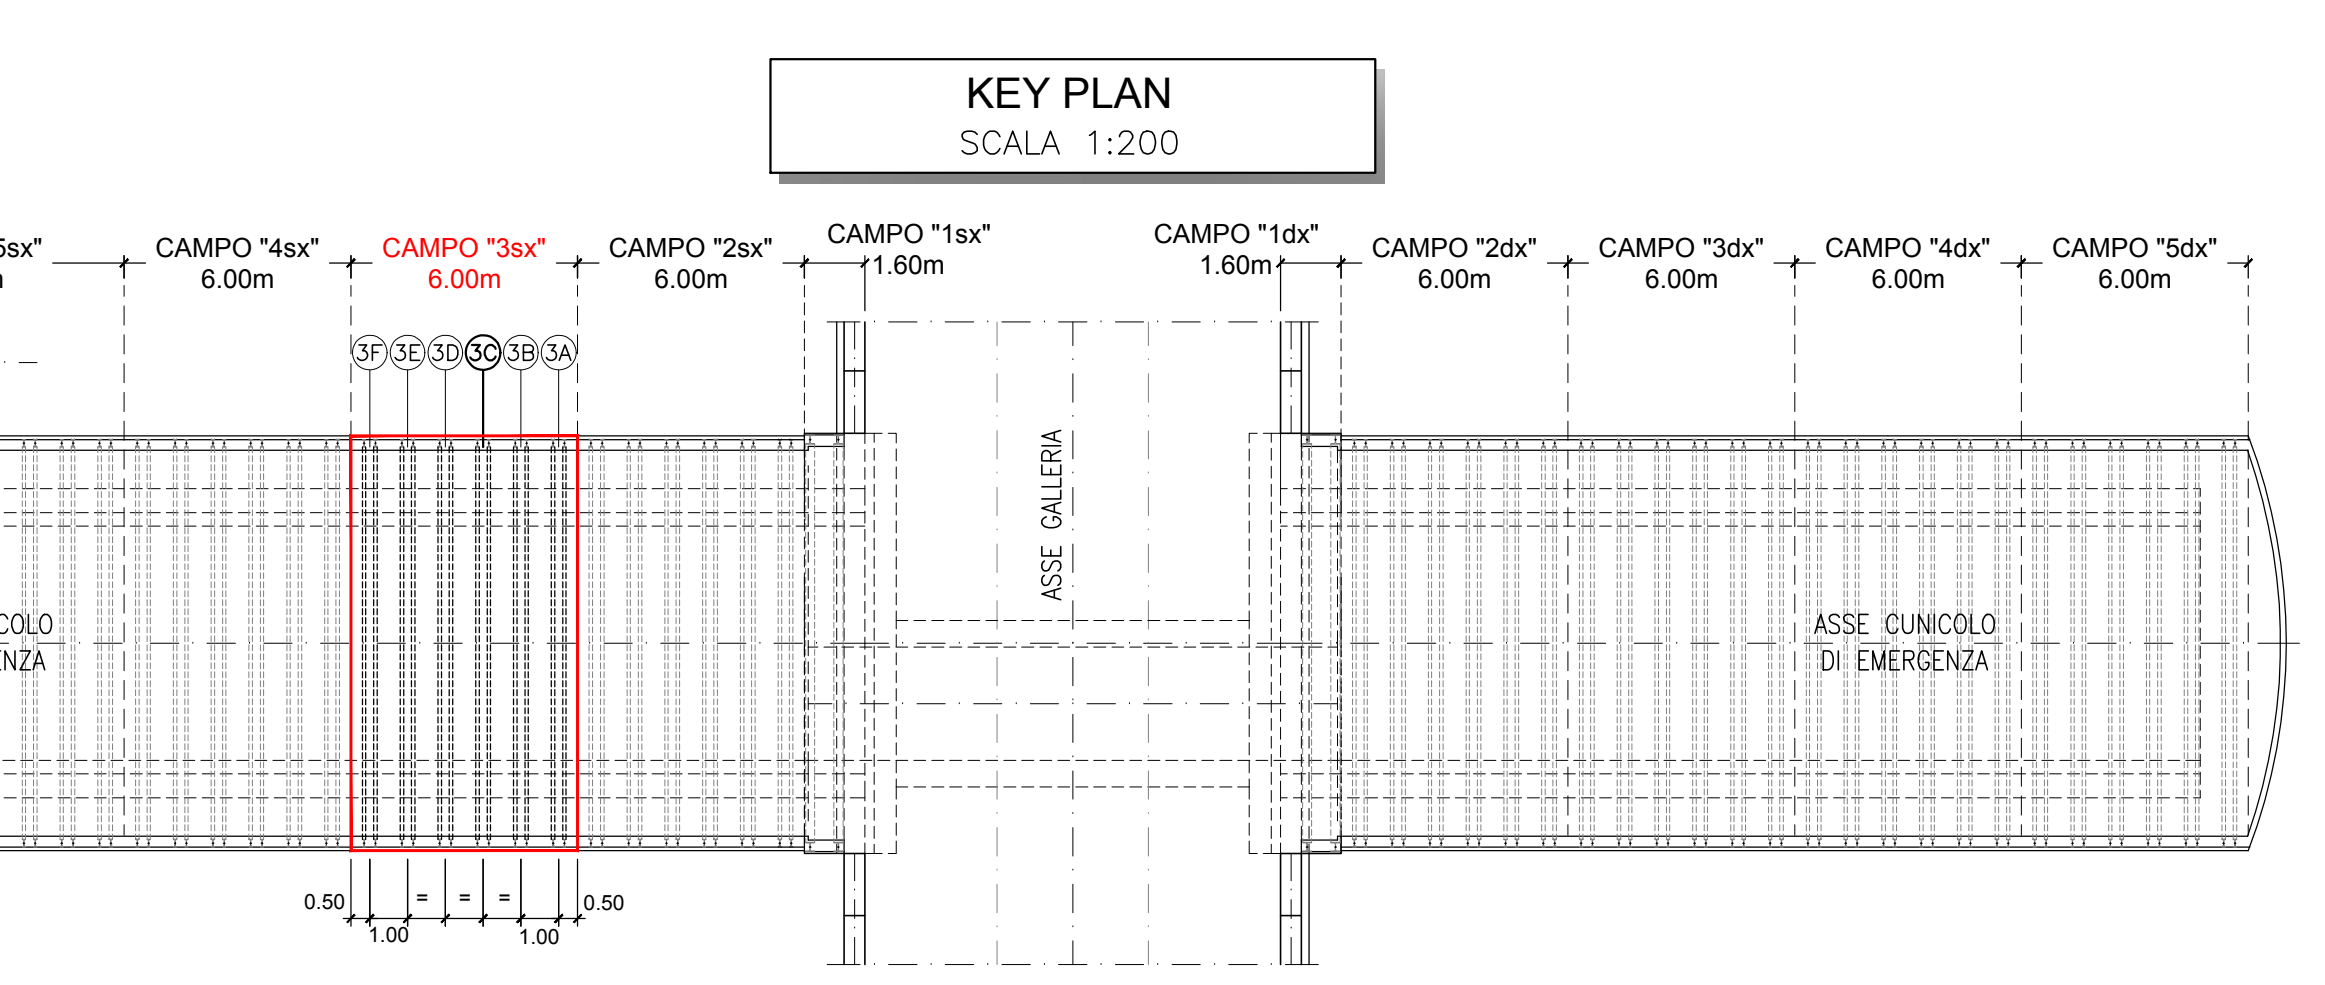 KEY PLAN
SCALA 1:200
5sx"
CAMPO "4sx"
6.00m
CAMPO "3sx"
6.00m
CAMPO "2sx"
6.00m
CAMPO "1sx"
1.60m
CAMPO "1dx"
1.60m
CAMPO "2dx"
6.00m
CAMPO "3dx"
6.00m
CAMPO "4dx"
6.00m
CAMPO "5dx"
6.00m
3F 3E 3D 3C 3B 3A
ASSE GALLERIA
COLO
ENZA
ASSE CUNICOLO
DI EMERGENZA
0.50 = = = 0.50
1.00 1.00